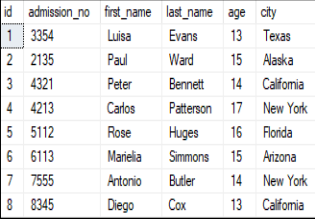 id admission_no first_name last_name age city
1 3354 Luisa Evans 13 Texas
2 2135 Paul Ward 15 Alaska
3 4321 Peter Bennett 14 California
4 4213 Carlos Patterson 17 New York
5 5112 Rose Huges 16 Florida
6 6113 Marielia Simmons 15 Arizona
7 7555 Antonio Butler 14 New York
8 8345 Diego Cox 13 California